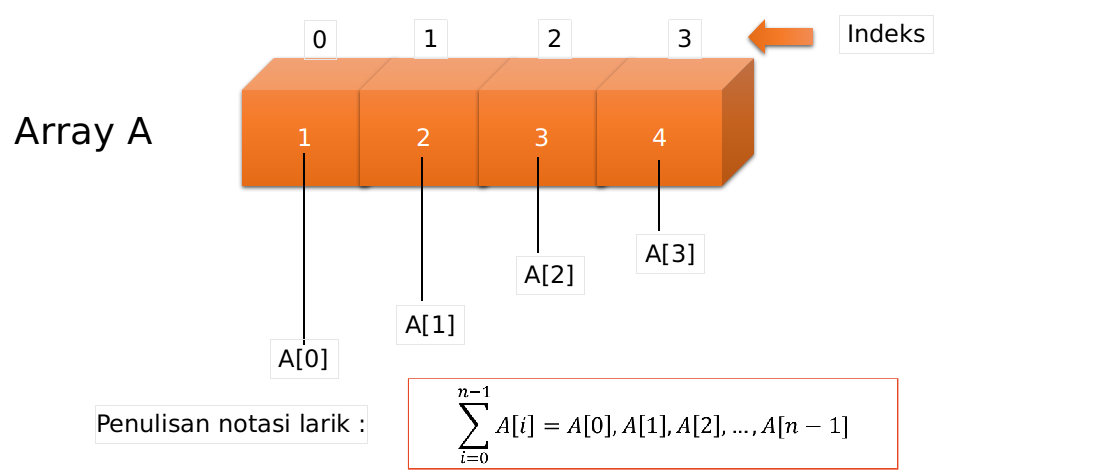 0 1 2 3 Indeks
Array A
1 2 3 4
A[3]
A[2]
A[1]
A[0]
Penulisan notasi larik :
n−1
∑ A[i] = A[0], A[1], A[2], ..., A[n − 1]
i=0